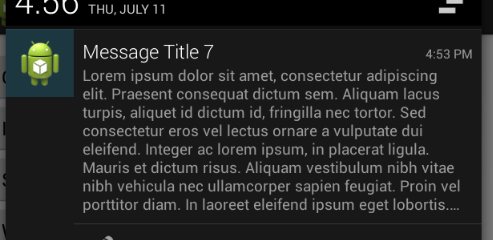 4:56 THU, JULY 11
Message Title 7 4:53 PM
Lorem ipsum dolor sit amet, consectetur adipiscing
elit. Praesent consequat dictum sem. Aliquam lacus
turpis, aliquet id dictum id, fringilla nec tortor. Sed
consectetur eros vel lectus ornare a vulputate dui
eleifend. Integer ac lorem ipsum, in placerat ligula.
Mauris et dictum risus. Aliquam vestibulum nibh vitae
nibh vehicula nec ullamcorper sapien feugiat. Proin vel
porttitor diam. In laoreet eleifend ipsum eget lobortis....